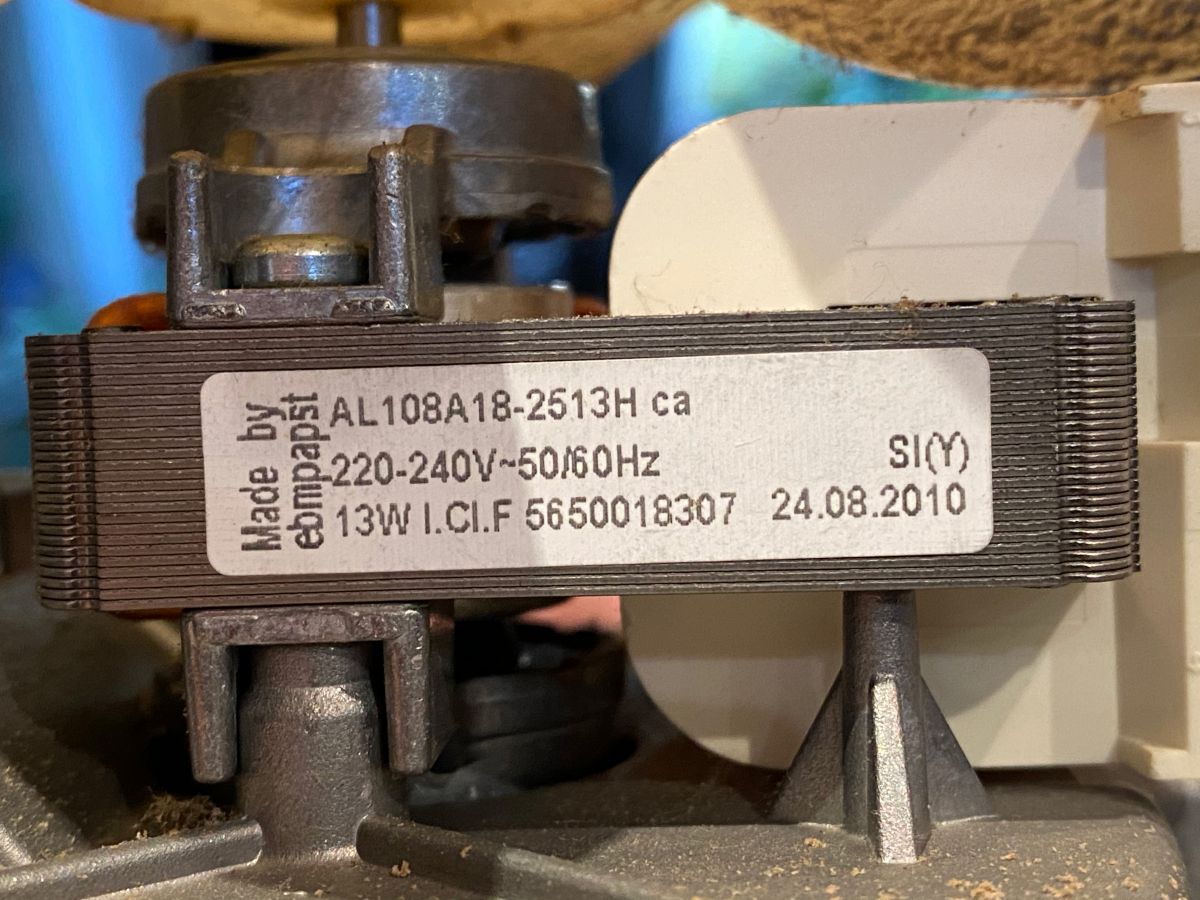 Made by
ebmpapst
AL108A18-2513H ca
220-240V~50/60Hz SI(Y)
13W I.Cl.F 5650018307 24.08.2010